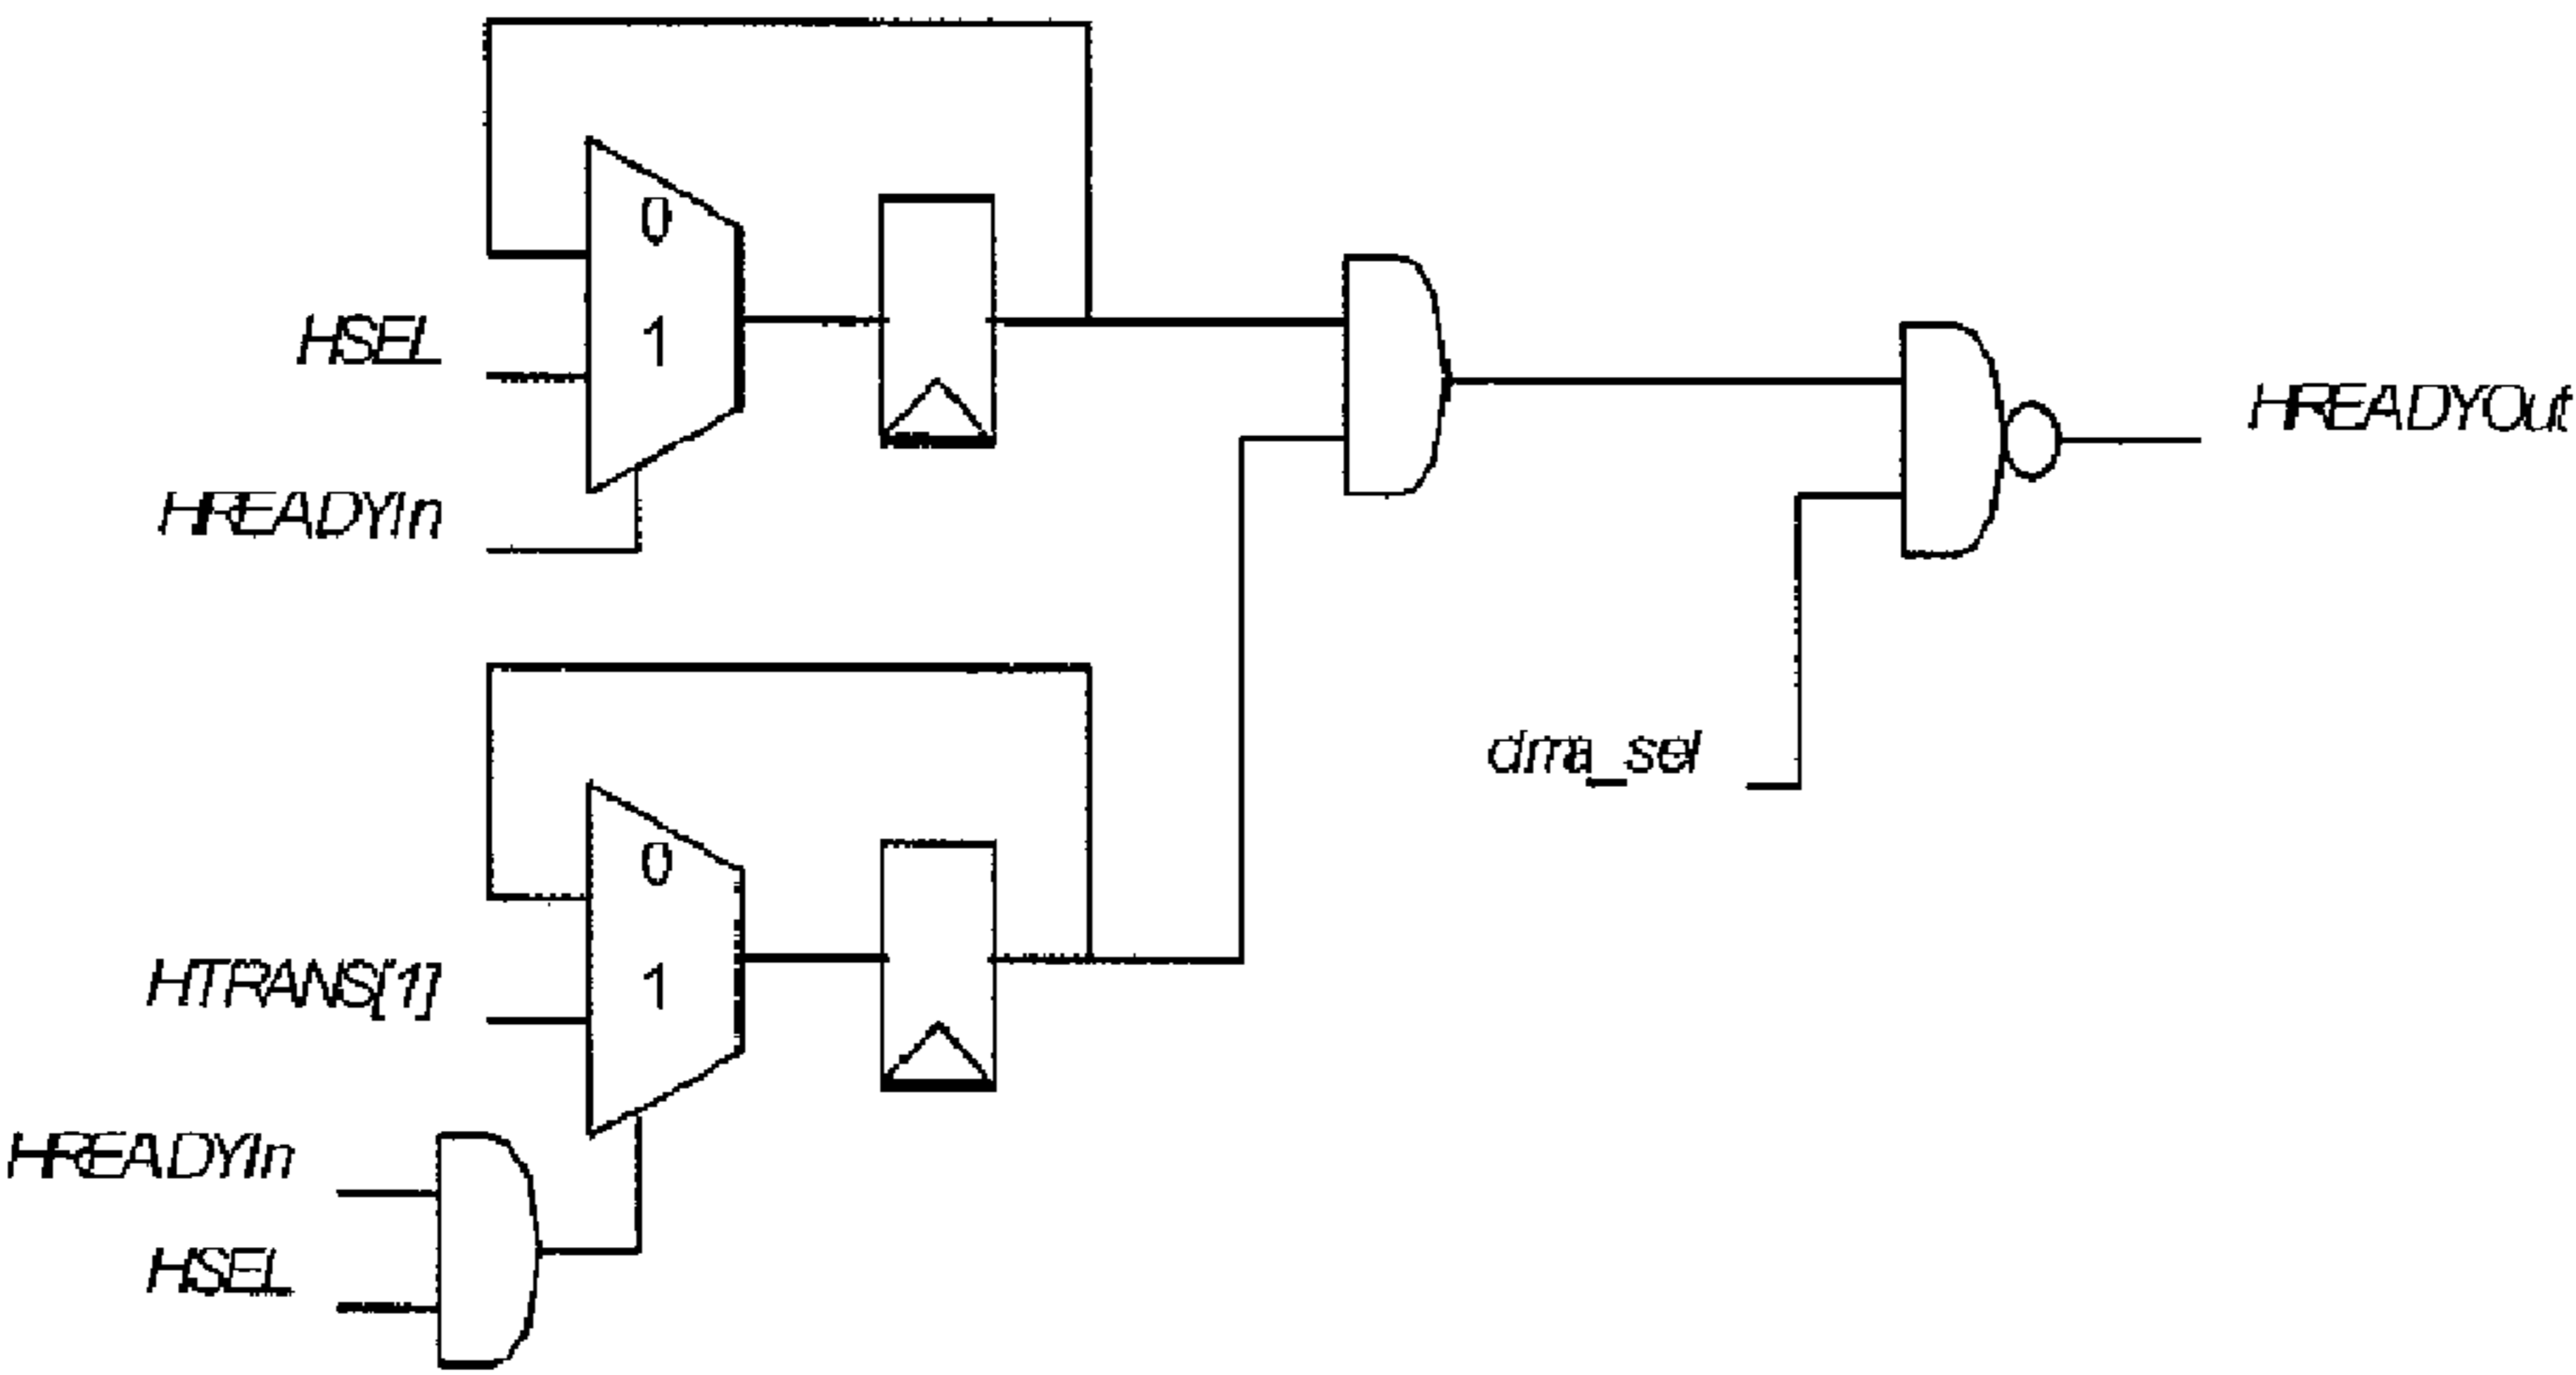 0
HSEL
1
HREADYIn
HREADYOut
dma_sel
0
HTRANS[1]
1
HREADYIn
HSEL